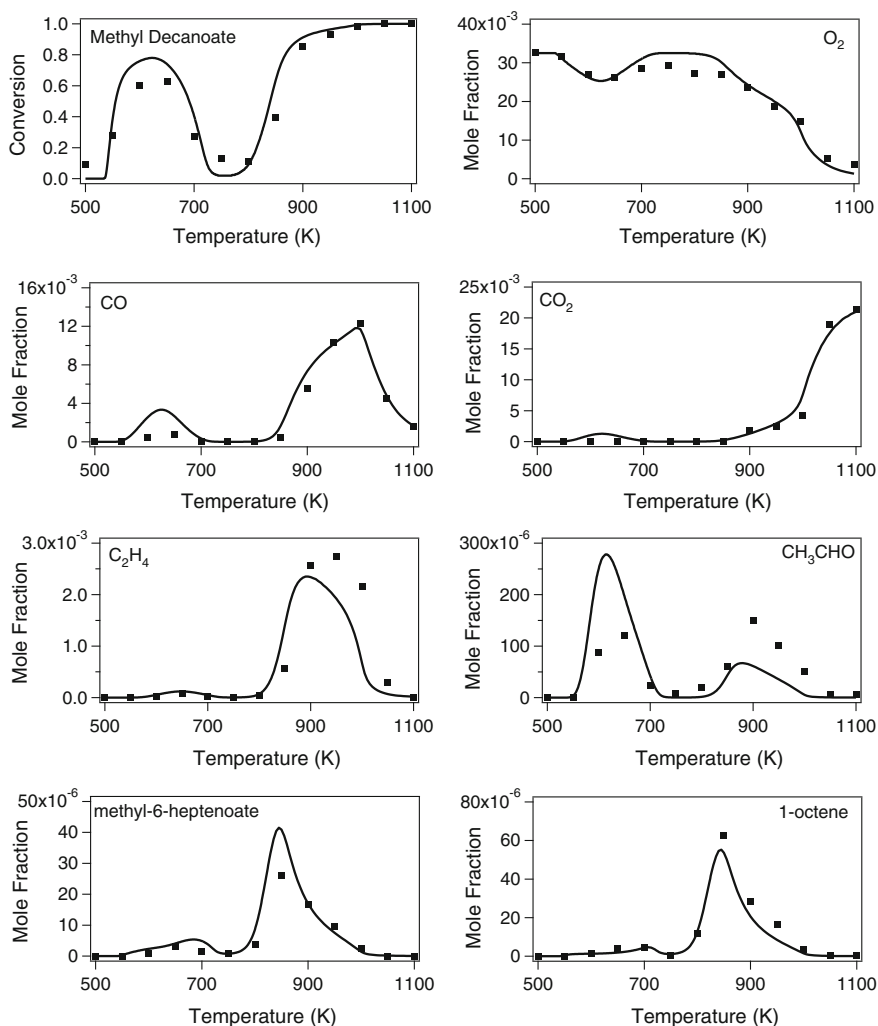 Methyl Decanoate
1.0
0.8
0.6
0.4
0.2
0.0
Conversion
500 700 900 1100
Temperature (K)
O2
40x10-3
30
20
10
0
Mole Fraction
500 700 900 1100
Temperature (K)
CO
16x10-3
12
8
4
0
Mole Fraction
500 700 900 1100
Temperature (K)
CO2
25x10-3
20
15
10
5
0
Mole Fraction
500 700 900 1100
Temperature (K)
C2H4
3.0x10-3
2.0
1.0
0.0
Mole Fraction
500 700 900 1100
Temperature (K)
CH3CHO
300x10-6
200
100
0
Mole Fraction
500 700 900 1100
Temperature (K)
methyl-6-heptenoate
50x10-6
40
30
20
10
0
Mole Fraction
500 700 900 1100
Temperature (K)
1-octene
80x10-6
60
40
20
0
Mole Fraction
500 700 900 1100
Temperature (K)